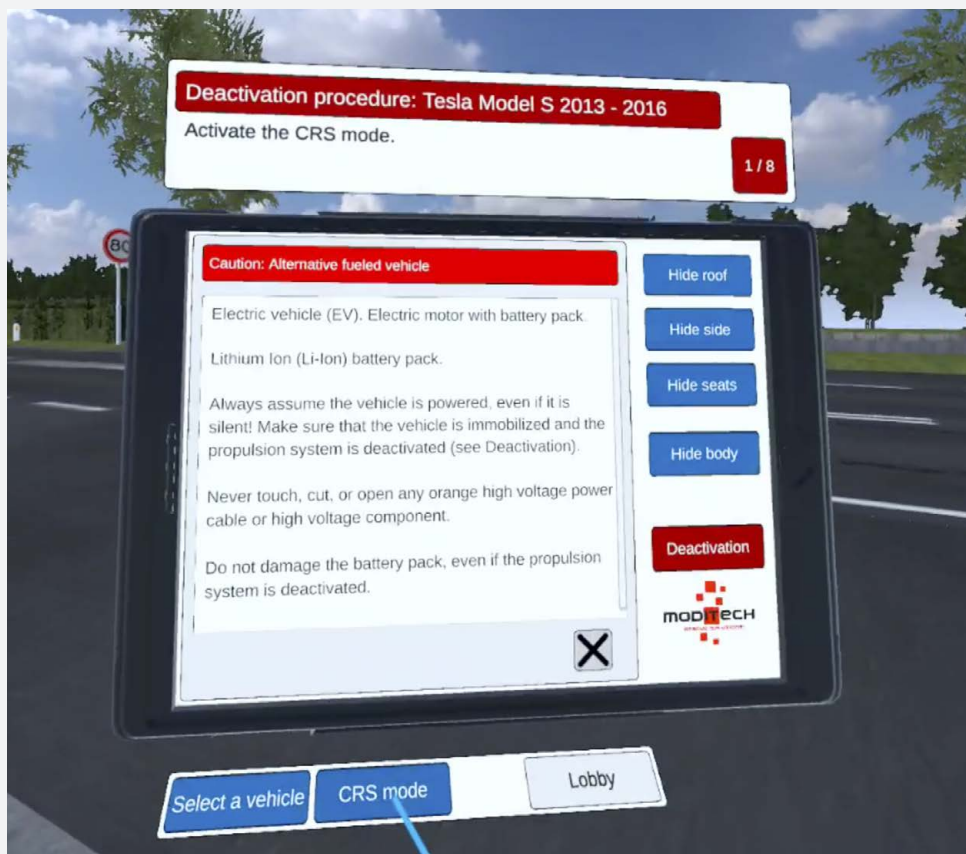 Deactivation procedure: Tesla Model S 2013 - 2016
Activate the CRS mode.
1 / 8
80
Caution: Alternative fueled vehicle
Electric vehicle (EV). Electric motor with battery pack.
Lithium Ion (Li-Ion) battery pack.
Always assume the vehicle is powered, even if it is
silent! Make sure that the vehicle is immobilized and the
propulsion system is deactivated (see Deactivation).
Never touch, cut, or open any orange high voltage power
cable or high voltage component.
Do not damage the battery pack, even if the propulsion
system is deactivated.
Hide roof
Hide side
Hide seats
Hide body
Deactivation
MODITECH
Select a vehicle
CRS mode
Lobby